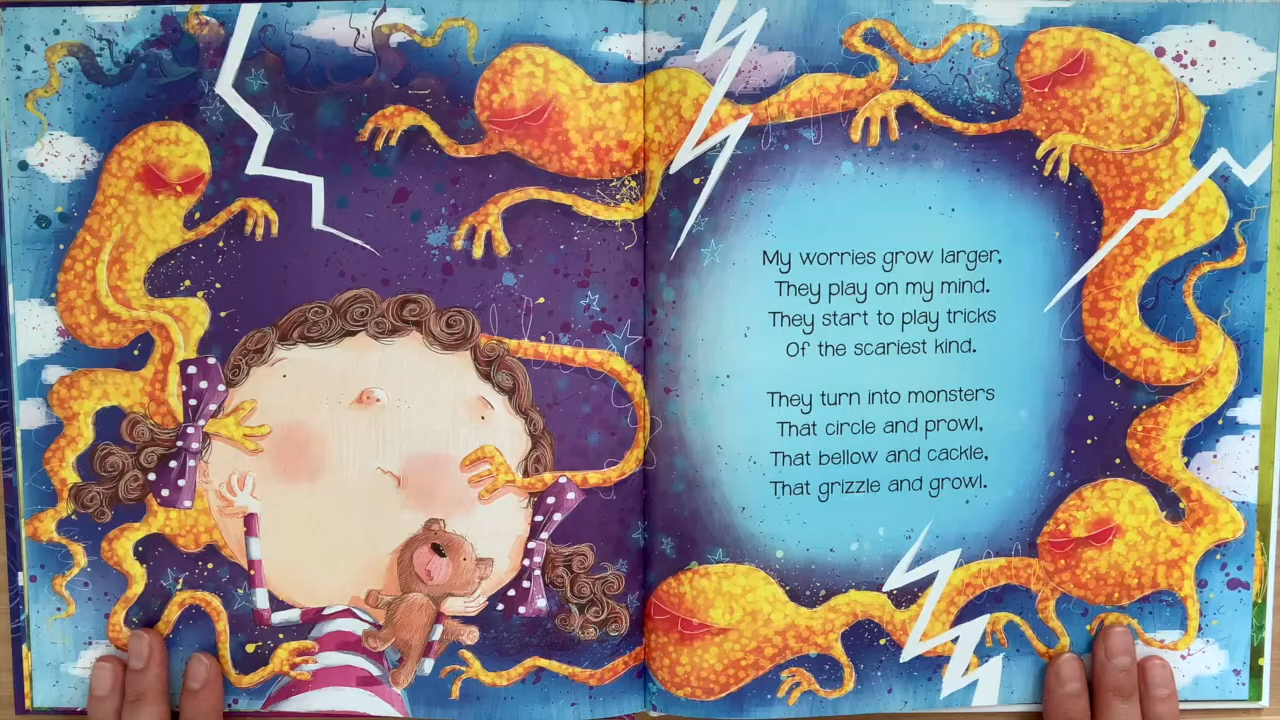 My worries grow larger,
They play on my mind.
They start to play tricks
Of the scariest kind.
They turn into monsters
That circle and prowl,
That bellow and cackle,
That grizzle and growl.